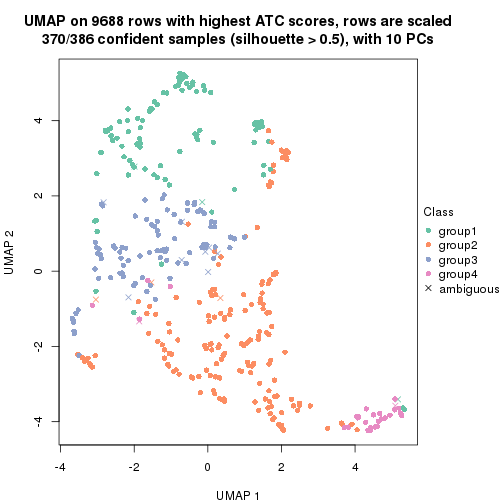 UMAP on 9688 rows with highest ATC scores, rows are scaled
370/386 confident samples (silhouette > 0.5), with 10 PCs
4
2
0
-2
-4
UMAP 2
-4
-2
0
2
4
UMAP 1
Class
group1
group2
group3
group4
ambiguous